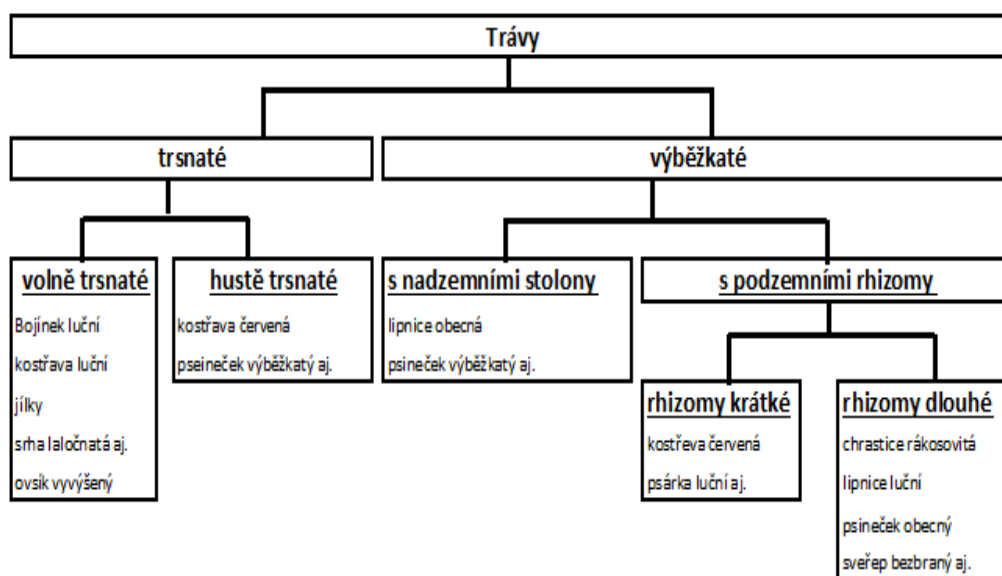 Trávy
trsnaté
výběžkaté
volně trsnaté
Bojínek luční
kostřava luční
jílky
srha laločnatá aj.
ovsík vyvýšený
hustě trsnaté
kostřava červená
pseineček výběžkatý aj.
s nadzemními stolony
lipnice obecná
psineček výběžkatý aj.
s podzemními rhizomy
rhizomy krátké
kostřeva červená
psárka luční aj.
rhizomy dlouhé
chrastice rákosovitá
lipnice luční
psineček obecný
sveřep bezbraný aj.